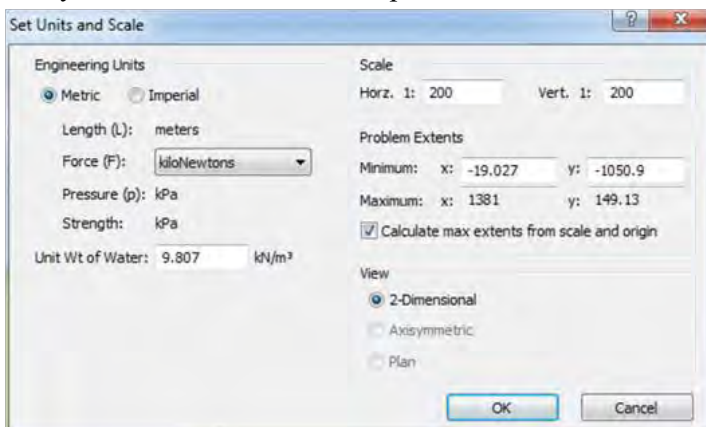 Set Units and Scale
Engineering Units
Metric Imperial
Length (L): meters
Force (F): kiloNewtons
Pressure (p): kPa
Strength: kPa
Unit Wt of Water: 9.807 kN/m³
Scale
Horz. 1: 200 Vert. 1: 200
Problem Extents
Minimum: x: -19.027 y: -1050.9
Maximum: x: 1381 y: 149.13
Calculate max extents from scale and origin
View
2-Dimensional
Axisymmetric
Plan
OK Cancel